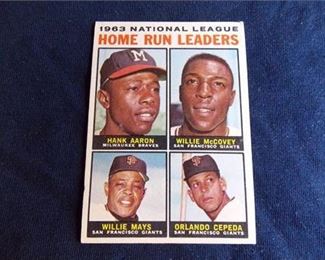 1963 NATIONAL LEAGUE
HOME RUN LEADERS
M
HANK AARON
MILWAUKEE BRAVES
WILLIE McCOVEY
SAN FRANCISCO GIANTS
WILLIE MAYS
SAN FRANCISCO GIANTS
ORLANDO CEPEDA
SAN FRANCISCO GIANTS